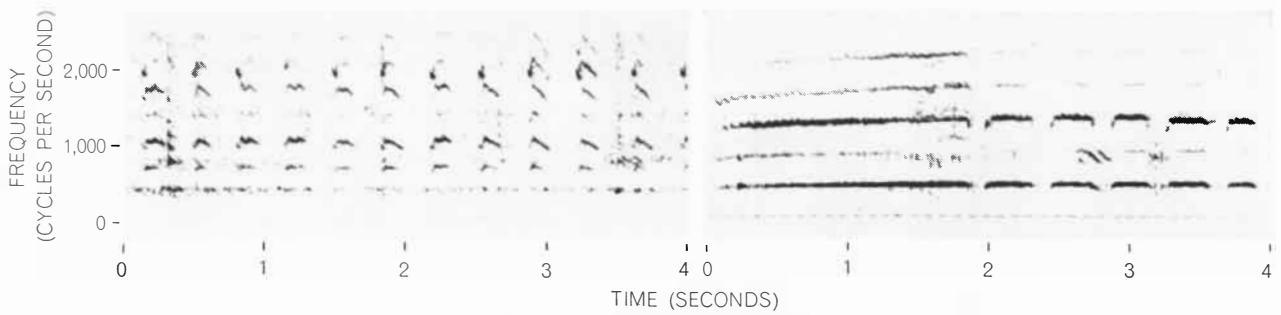 FREQUENCY
(CYCLES PER SECOND)
2,000
1,000
0
0 1 2 3 4 0 1 2 3 4
TIME (SECONDS)